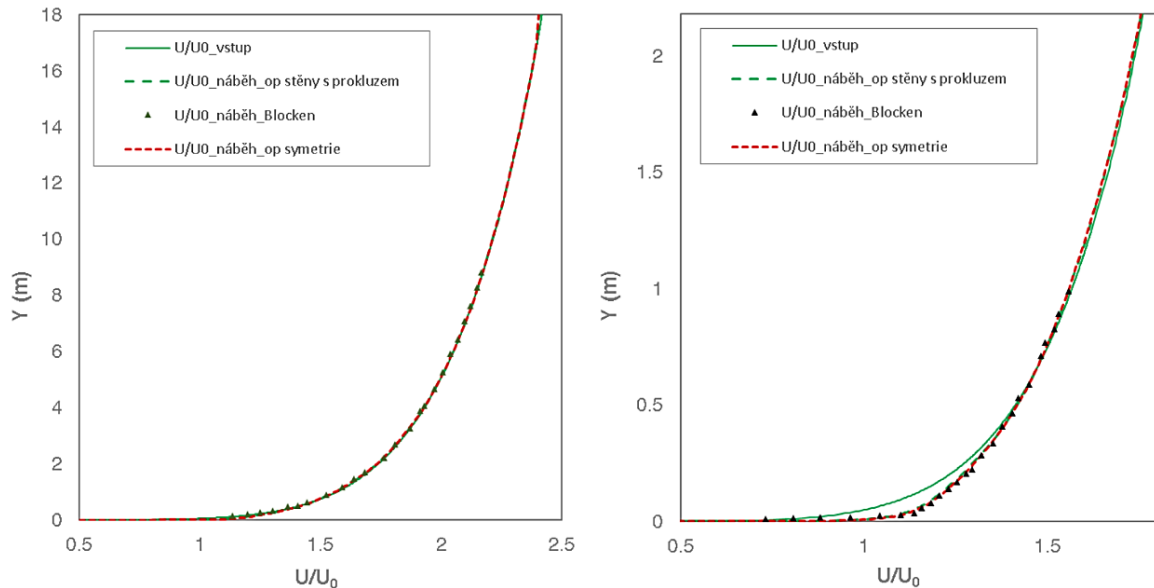 18
16
14
12
10
8
6
4
2
0
Y (m)
0.5
1
1.5
2
2.5
U/U0
U/U0_vstup
U/U0_náběh_op stěny s prokluzem
U/U0_náběh_Blocken
U/U0_náběh_op symetrie
2
1.5
1
0.5
0
Y (m)
0.5
1
1.5
U/U0
U/U0_vstup
U/U0_náběh_op stěny s prokluzem
U/U0_náběh_Blocken
U/U0_náběh_op symetrie